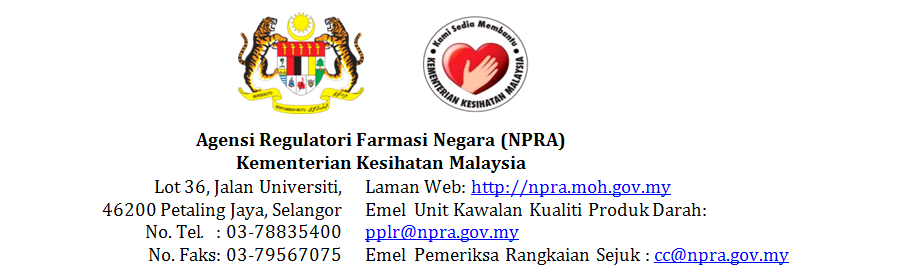 Kami Sedia Membantu
KEMENTERIAN KESIHATAN MALAYSIA
Agensi Regulatori Farmasi Negara (NPRA)
Kementerian Kesihatan Malaysia
Lot 36, Jalan Universiti,
46200 Petaling Jaya, Selangor
No. Tel. : 03-78835400
No. Faks: 03-79567075
Laman Web: http://npra.moh.gov.my
Emel Unit Kawalan Kualiti Produk Darah:
pplr@npra.gov.my
Emel Pemeriksa Rangkaian Sejuk : cc@npra.gov.my